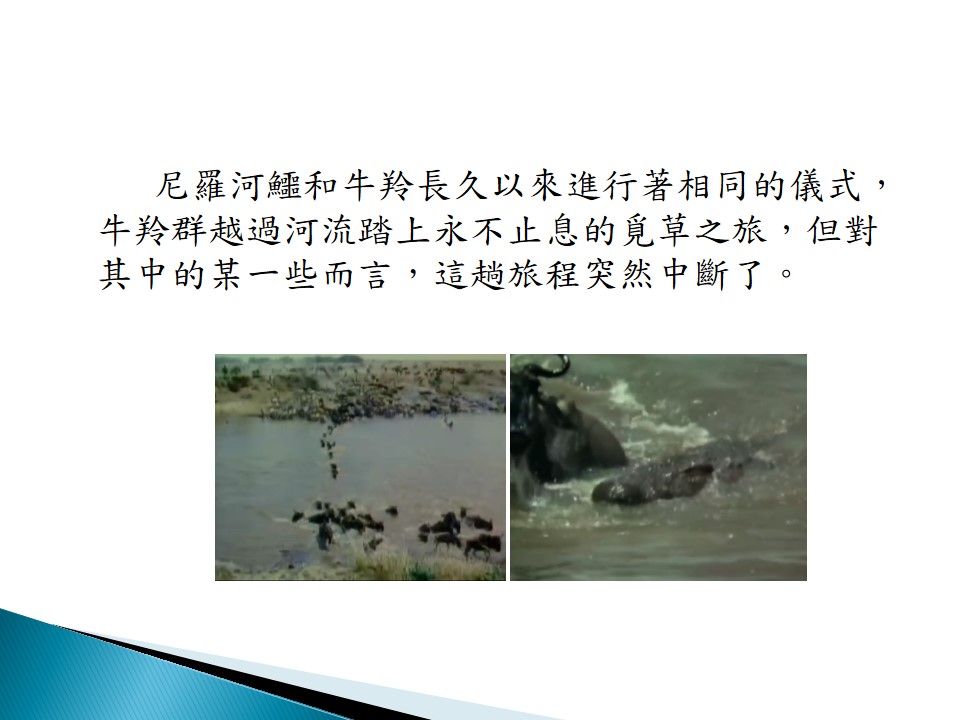 尼羅河鱷和牛羚長久以來進行著相同的儀式，
牛羚群越過河流踏上永不止息的覓草之旅，但對
其中的某一些而言，這趟旅程突然中斷了。